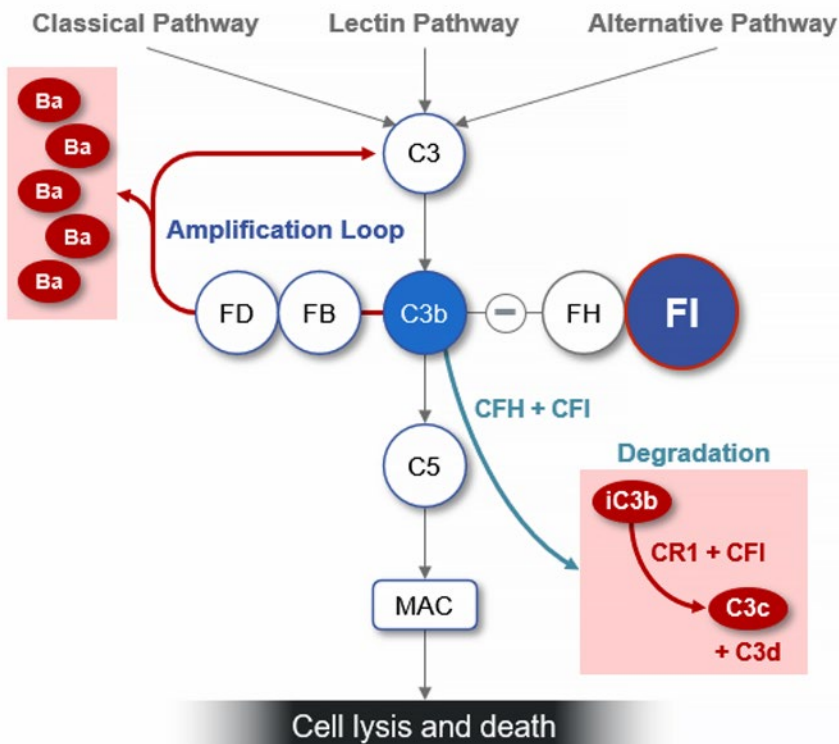 Classical Pathway
Lectin Pathway
Alternative Pathway
Ba
Ba
Ba
Ba
Ba
C3
Amplification Loop
FD
FB
C3b
−
FH
FI
CFH + CFI
C5
Degradation
iC3b
CR1 + CFI
C3c
+ C3d
MAC
Cell lysis and death